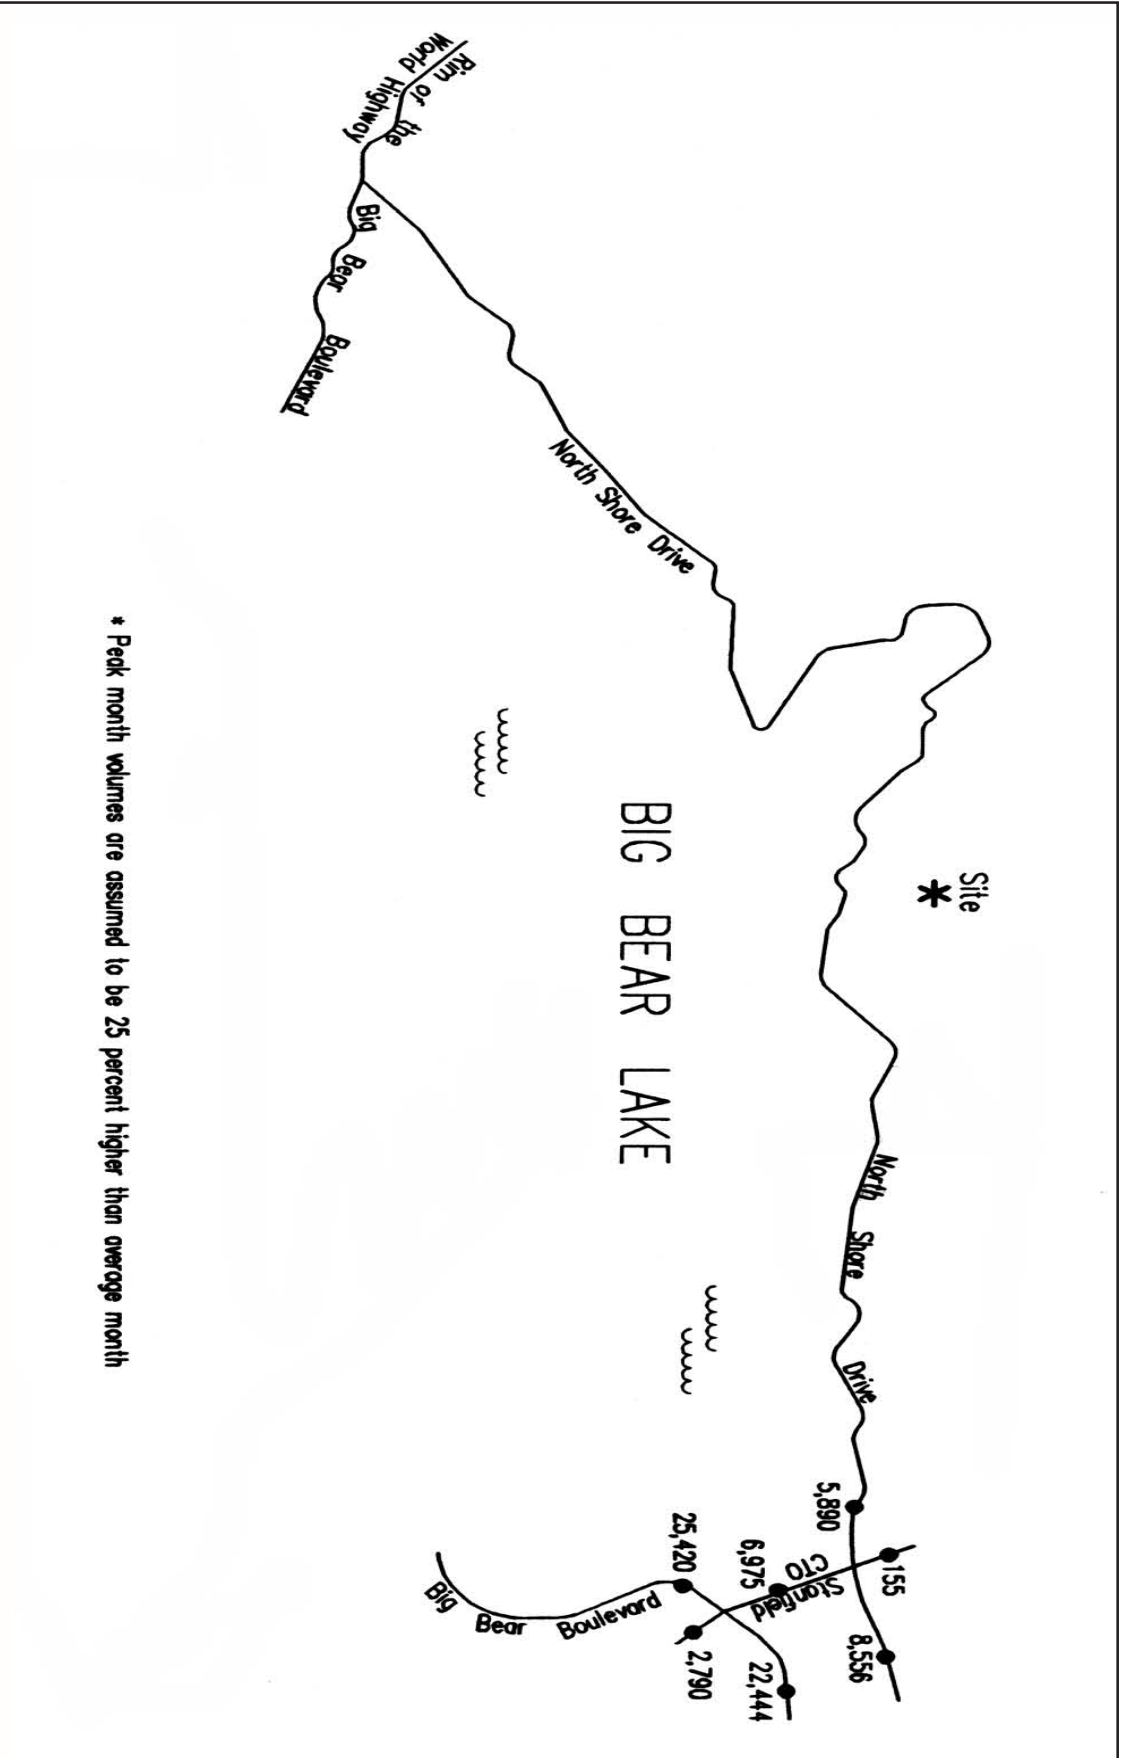 Rim of the
World Highway
Big Bear Boulevard
North Shore Drive
Site
*
BIG BEAR LAKE
North Shore Drive
5,890
155
8,556
Stanfield
CTO
6,975
25,420
2,790
22,444
Big Bear Boulevard
* Peak month volumes are assumed to be 25 percent higher than average month